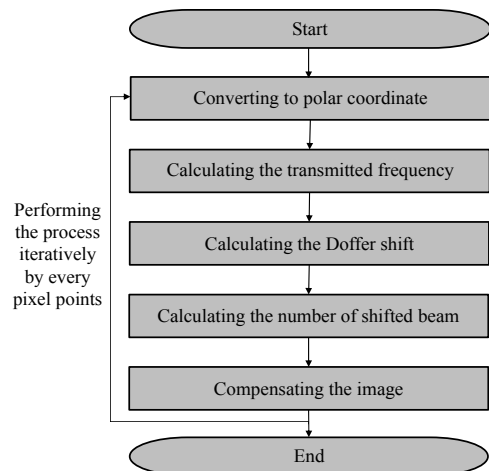 Start
Converting to polar coordinate
Calculating the transmitted frequency
Performing
the process
iteratively
by every
pixel points
Calculating the Doffer shift
Calculating the number of shifted beam
Compensating the image
End